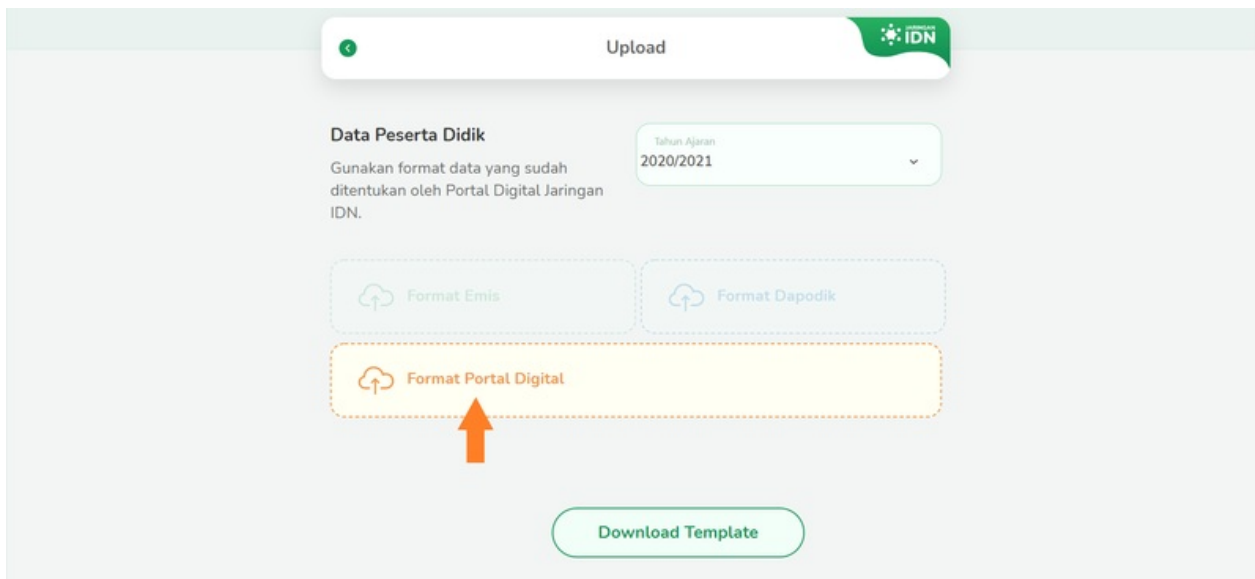 Upload
JARINGAN
IDN
Data Peserta Didik
Gunakan format data yang sudah
ditentukan oleh Portal Digital Jaringan
IDN.
Tahun Ajaran
2020/2021
Format Emis
Format Dapodik
Format Portal Digital
Download Template